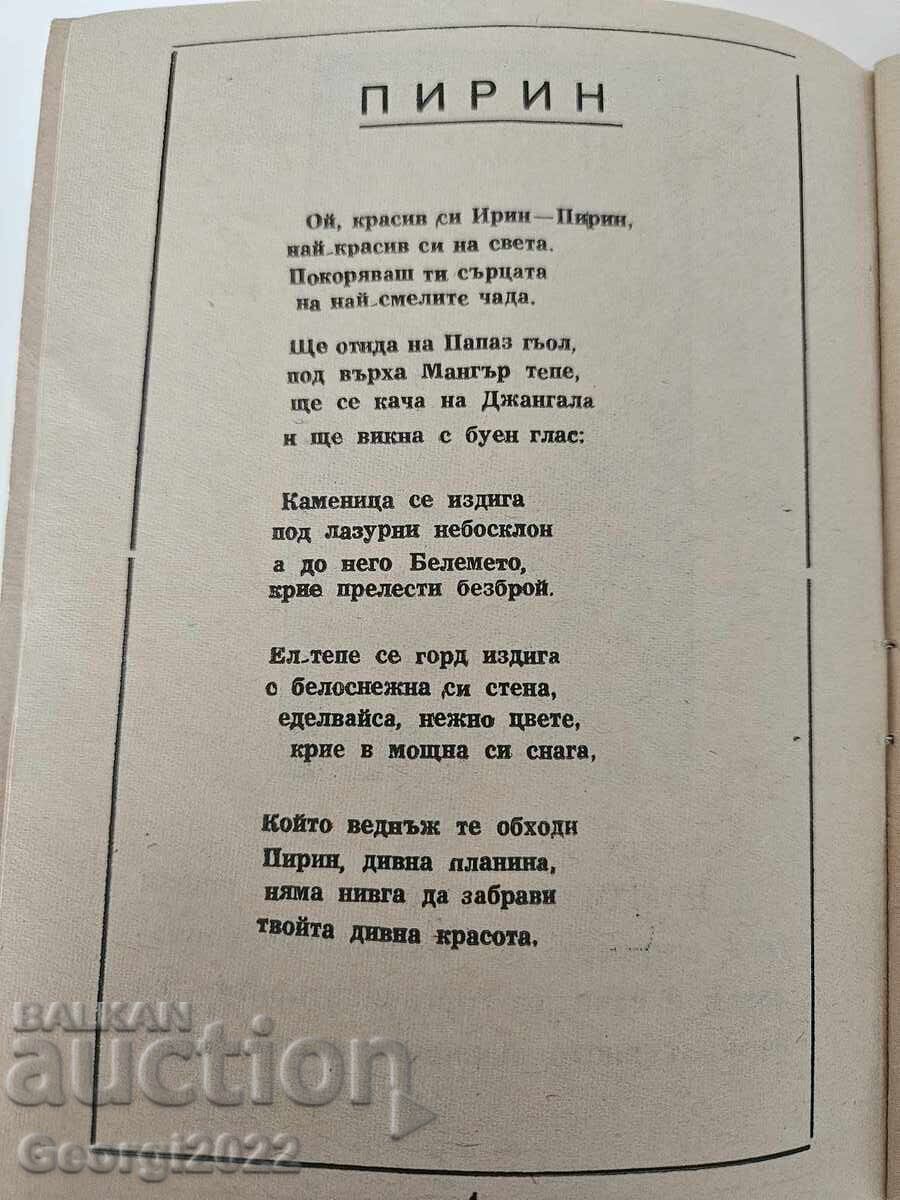 ПИРИН
Ой, красив си Ирин—Пирин,
най-красив си на света.
Покоряваш ти сърцата
на най-смелите чада.
Ще отида на Папаз гьол,
под върха Мангър тепе,
ще се кача на Джангала
и ще викна с буен глас:
Каменица се издига
под лазурни небосклон
а до него Белемето,
крие прелести безброй.
Ел-тепе се горд издига
с белоснежна си стена,
еделвайса, нежно цвете,
крие в мощна си снага,
Който веднъж те обходи
Пирин, дивна планина,
няма нивга да забрави
твойта дивна красота.
BALKAN
auction
Georgi2022